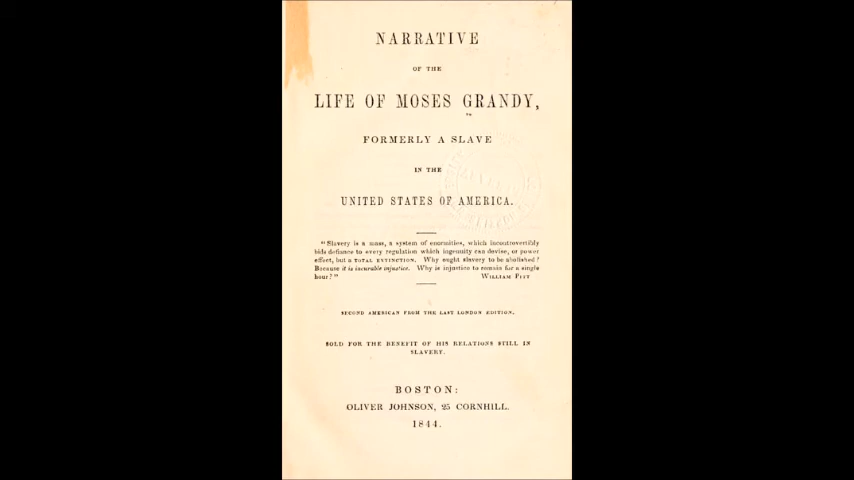 NARRATIVE
OF THE
LIFE OF MOSES GRANDY,
FORMERLY A SLAVE
IN THE
UNITED STATES OF AMERICA.
"Slavery is a mass, a system of enormities, which incontrovertibly
bids defiance to every regulation which ingenuity can devise, or power
effect, but a TOTAL EXTINCTION. Why ought slavery to be abolished?
Because it is incurable injustice. Why is injustice to remain for a single
hour?" WILLIAM PITT
SECOND AMERICAN FROM THE LAST LONDON EDITION.
SOLD FOR THE BENEFIT OF HIS RELATIONS STILL IN
SLAVERY.
BOSTON:
OLIVER JOHNSON, 25 CORNHILL.
1844.